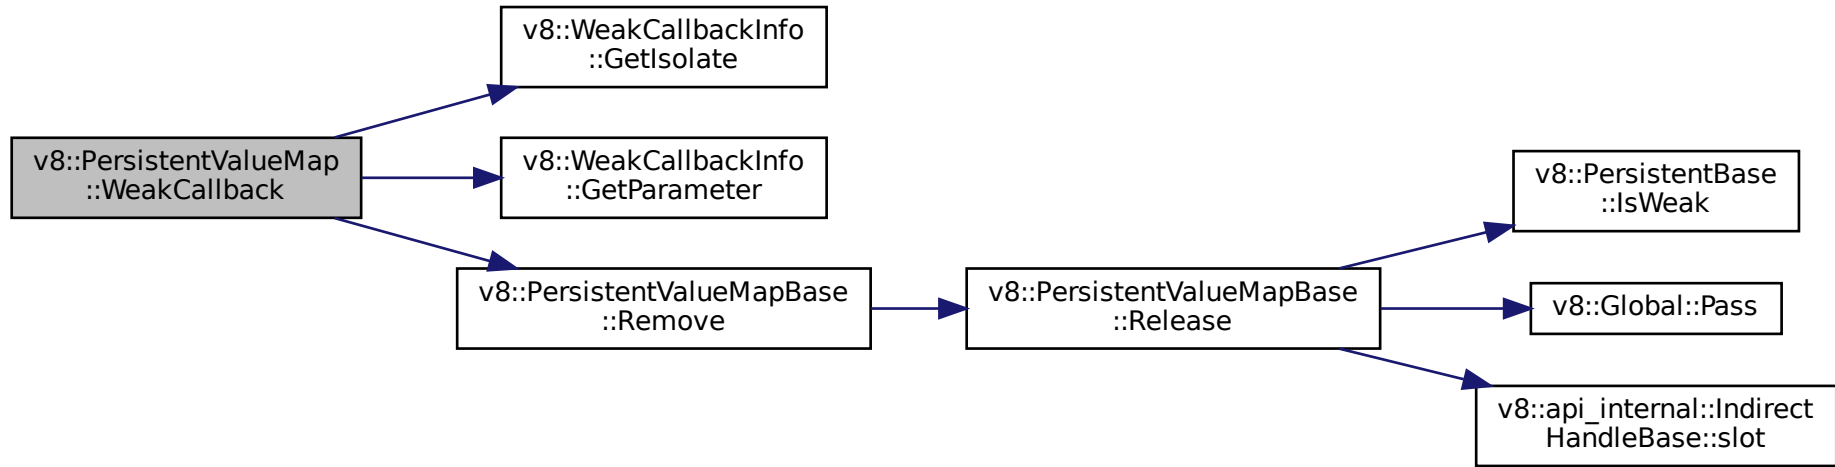 v8::WeakCallbackInfo
::GetIsolate
v8::PersistentValueMap
::WeakCallback
v8::WeakCallbackInfo
::GetParameter
v8::PersistentValueMapBase
::Remove
v8::PersistentValueMapBase
::Release
v8::PersistentBase
::IsWeak
v8::Global::Pass
v8::api_internal::Indirect
HandleBase::slot